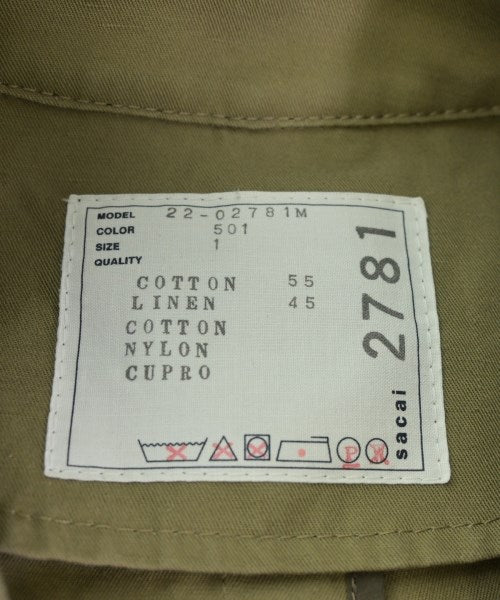 MODEL 22-02781M
COLOR 501
SIZE 1
QUALITY
COTTON 55
LINEN 45
COTTON
NYLON
CUPRO
P W
sacai 2781